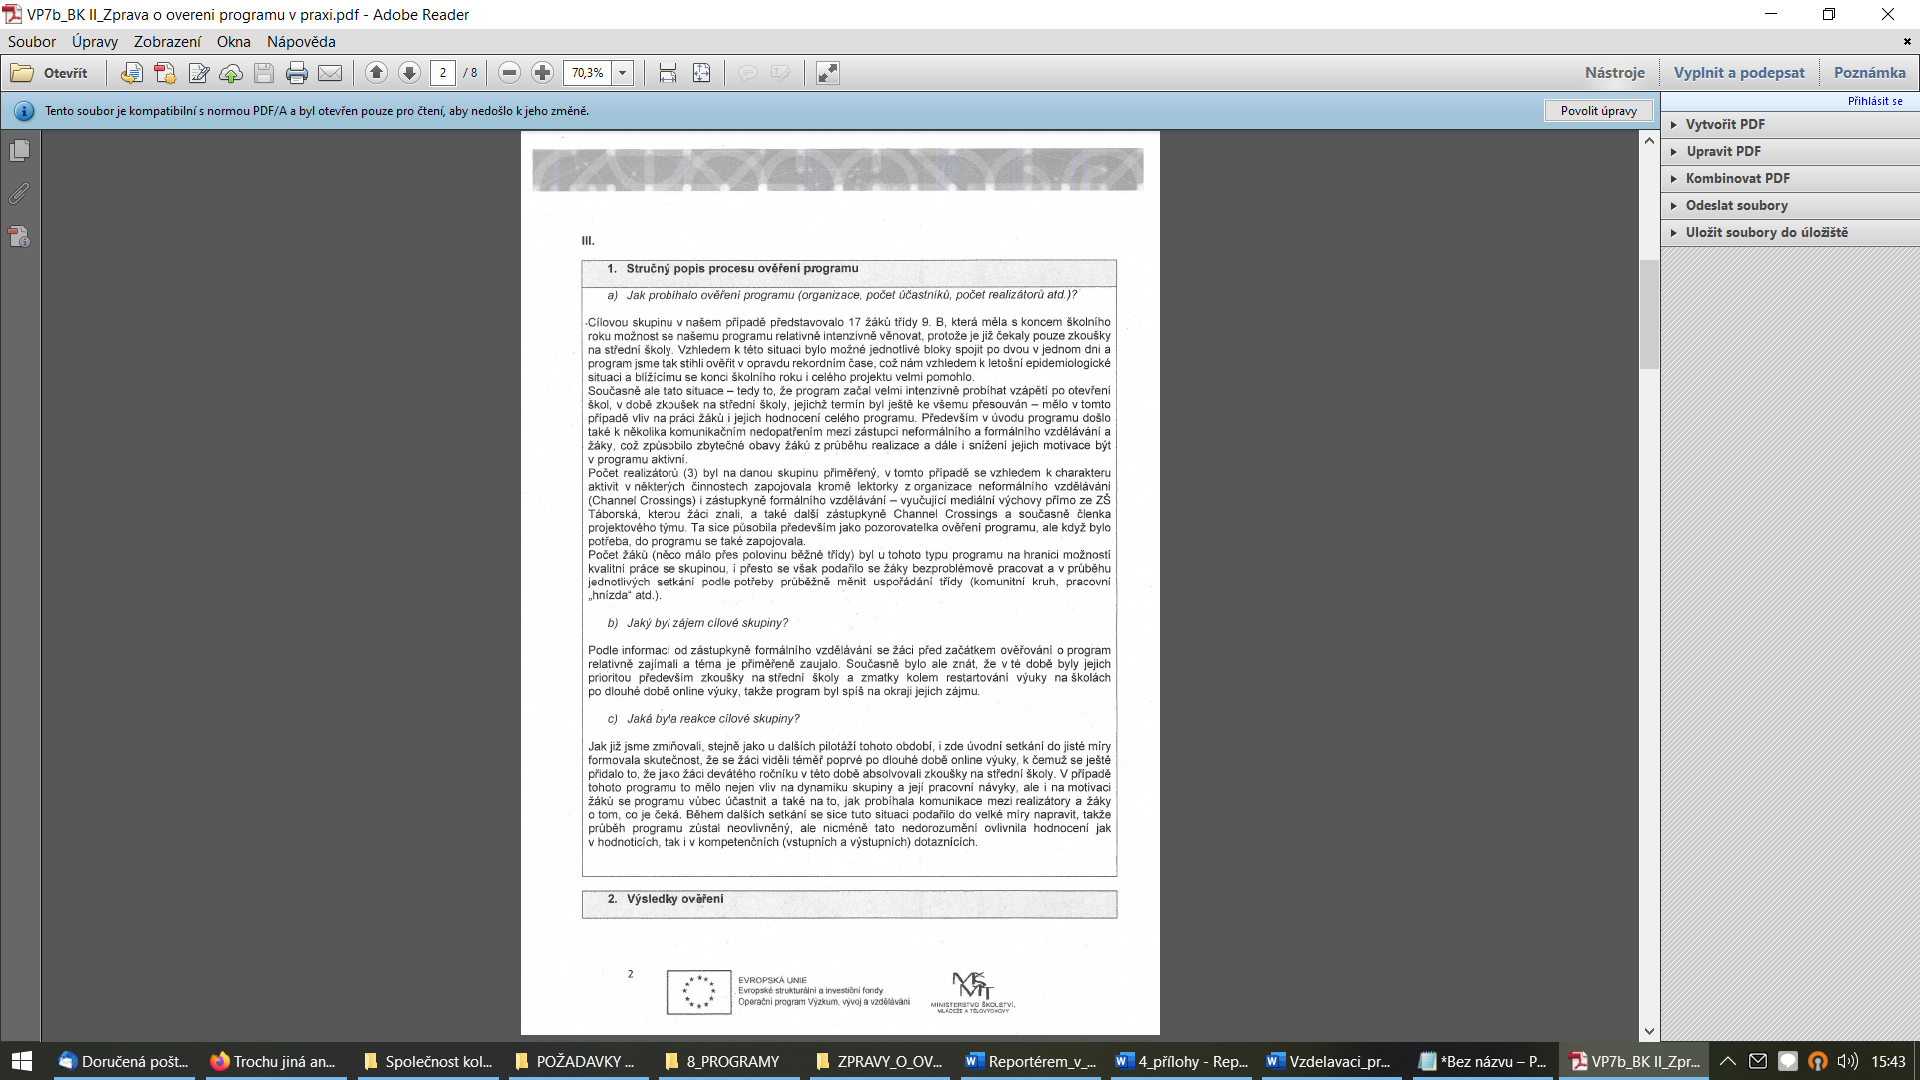 VP7b_BK II_Zprava o overeni programu v praxi.pdf - Adobe Reader
Soubor Úpravy Zobrazení Okna Nápověda
Otevřít 2 / 8 70,3% Nástroje Vyplnit a podepsat Poznámka
Tento soubor je kompatibilní s normou PDF/A a byl otevřen pouze pro čtení, aby nedošlo k jeho změně. Povolit úpravy
Přihlásit se
Vytvořit PDF
Upravit PDF
Kombinovat PDF
Odeslat soubory
Uložit soubory do úložiště
III.
1. Stručný popis procesu ověření programu
a) Jak probíhalo ověření programu (organizace, počet účastníků, počet realizátorů atd.)?
Cílovou skupinu v našem případě představovalo 17 žáků třídy 9. B, která měla s koncem školního
roku možnost se našemu programu relativně intenzivně věnovat, protože je již čekaly pouze zkoušky
na střední školy. Vzhledem k této situaci bylo možné jednotlivé bloky spojit po dvou v jednom dni a
program jsme tak stihli ověřit v opravdu rekordním čase, což nám vzhledem k letošní epidemiologické
situaci a blížícímu se konci školního roku i celého projektu velmi pomohlo.
Současně ale tato situace – tedy to, že program začal velmi intenzivně probíhat vzápětí po otevření
škol, v době zkoušek na střední školy, jejichž termín byl ještě ke všemu přesouván – mělo v tomto
případě vliv na práci žáků i jejich hodnocení celého programu. Především v úvodu programu došlo
také k několika komunikačním nedopatřením mezi zástupci neformálního a formálního vzdělávání a
žáky, což způsobilo zbytečné obavy žáků z průběhu realizace a dále i snížení jejich motivace být
v programu aktivní.
Počet realizátorů (3) byl na danou skupinu přiměřený, v tomto případě se vzhledem k charakteru
aktivit v některých činnostech zapojovala kromě lektorky z organizace neformálního vzdělávání
(Channel Crossings) i zástupkyně formálního vzdělávání – vyučující mediální výchovy přímo ze ZŠ
Táborská, kterou žáci znali, a také další zástupkyně Channel Crossings a současně členka
projektového týmu. Ta sice působila především jako pozorovatelka ověření programu, ale když bylo
potřeba, do programu se také zapojovala.
Počet žáků (něco málo přes polovinu běžné třídy) byl u tohoto typu programu na hranici možností
kvalitní práce se skupinou, i přesto se však podařilo se žáky bezproblémově pracovat a v průběhu
jednotlivých setkání podle potřeby průběžně měnit uspořádání třídy (komunitní kruh, pracovní
„hnízda“ atd.).
b) Jaký byl zájem cílové skupiny?
Podle informací od zástupkyně formálního vzdělávání se žáci před začátkem ověřování o program
relativně zajímali a téma je přiměřeně zaujalo. Současně bylo ale znát, že v té době byly jejich
prioritou především zkoušky na střední školy a zmatky kolem restartování výuky na školách
po dlouhé době online výuky, takže program byl spíš na okraji jejich zájmu.
c) Jaká byla reakce cílové skupiny?
Jak již jsme zmiňovali, stejně jako u dalších pilotáží tohoto období, i zde úvodní setkání do jisté míry
formovala skutečnost, že se žáci viděli téměř poprvé po dlouhé době online výuky, k čemuž se ještě
přidalo to, že jako žáci devátého ročníku v této době absolvovali zkoušky na střední školy. V případě
tohoto programu to mělo nejen vliv na dynamiku skupiny a její pracovní návyky, ale i na motivaci
žáků se programu vůbec účastnit a také na to, jak probíhala komunikace mezi realizátory a žáky
o tom, co je čeká. Během dalších setkání se sice tuto situaci podařilo do velké míry napravit, takže
průběh programu zůstal neovlivněný, ale nicméně tato nedorozumění ovlivnila hodnocení jak
v hodnotících, tak i v kompetenčních (vstupních a výstupních) dotaznících.
2. Výsledky ověření
2
EVROPSKÁ UNIE
Evropské strukturální a investiční fondy
Operační program Výzkum, vývoj a vzdělávání
MŠMT
MINISTERSTVO ŠKOLSTVÍ,
MLÁDEŽE A TĚLOVÝCHOVY
Doručená pošt... Trochu jiná an... Společnost kol... POŽADAVKY ... 8_PROGRAMY ZPRAVY_O_OV... Reportérem_v_... 4_přílohy - Rep... Vzdelavaci_pr... *Bez názvu – P... VP7b_BK II_Zpr... 15:43